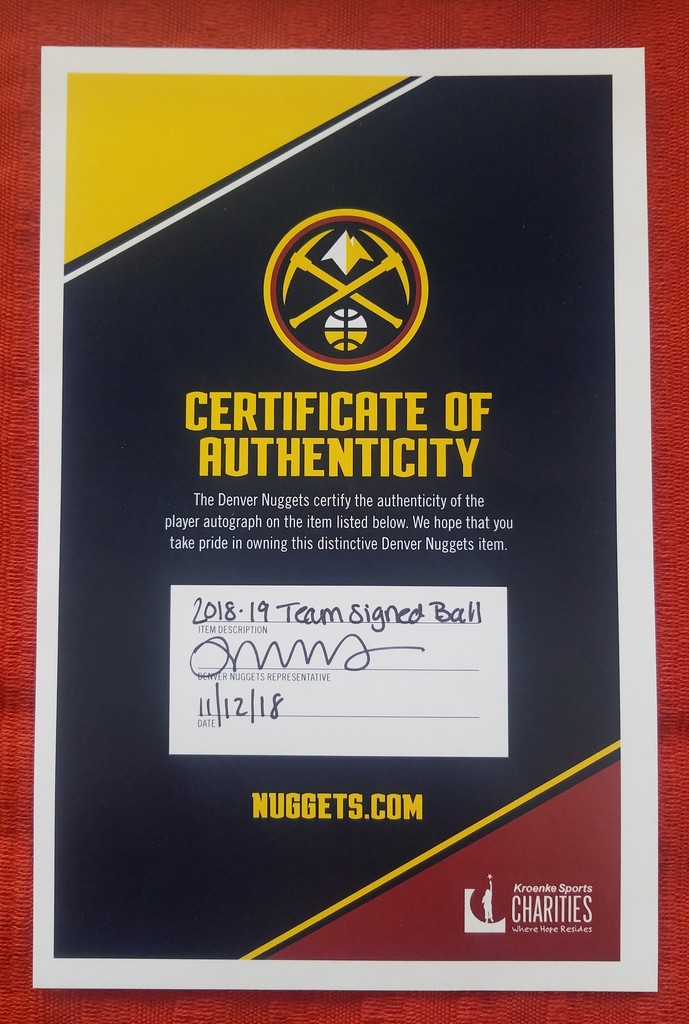 CERTIFICATE OF
AUTHENTICITY
The Denver Nuggets certify the authenticity of the
player autograph on the item listed below. We hope that you
take pride in owning this distinctive Denver Nuggets item.
2018-19 Team Signed Ball
ITEM DESCRIPTION
DENVER NUGGETS REPRESENTATIVE
11/12/18
DATE
NUGGETS.COM
Kroenke Sports
CHARITIES
Where Hope Resides